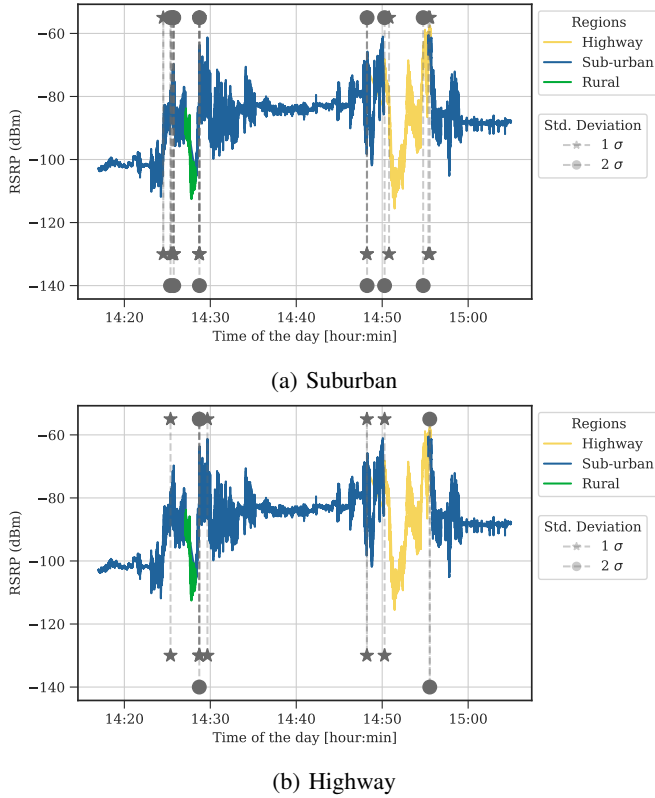 −60
−80
−100
−120
−140
RSRP (dBm)
14:20 14:30 14:40 14:50 15:00
Time of the day [hour:min]
Regions
Highway
Sub-urban
Rural
Std. Deviation
1 σ
2 σ
(a) Suburban
−60
−80
−100
−120
−140
RSRP (dBm)
14:20 14:30 14:40 14:50 15:00
Time of the day [hour:min]
Regions
Highway
Sub-urban
Rural
Std. Deviation
1 σ
2 σ
(b) Highway